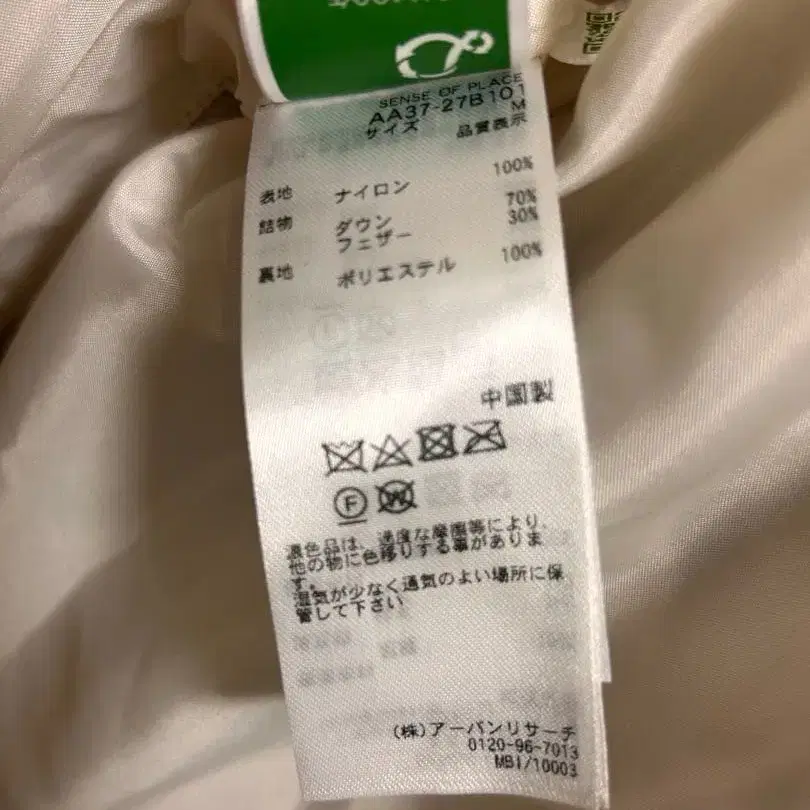 SENSE OF PLACE
AA37-27B101
サイズ M
品質表示
表地 ナイロン 100%
詰物 ダウン 70%
フェザー 30%
裏地 ポリエステル 100%
中国製
F W
濃色品は、過度な摩擦等により、
他の物に色移りする事がありま
す。
湿気が少なく通気のよい場所に保
管して下さい
(株)アーバンリサーチ
0120-96-7013
MBI/10003